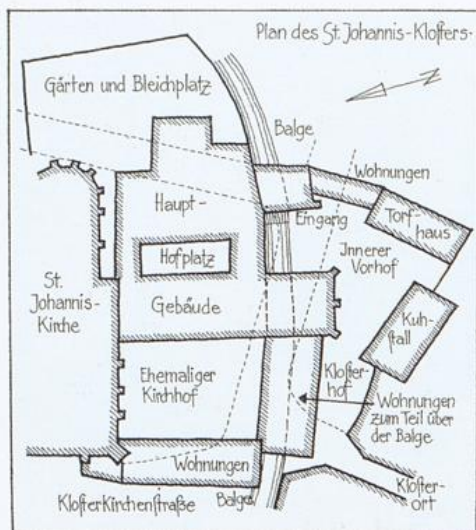 Plan des St. Johannis-Klosters.
N
Gärten und Bleichplatz
Balge
Wohnungen
Haupt-
Eingang
Torf-
haus
Hofplatz
Innerer
Vorhof
St.
Johannis-
Kirche
Gebäude
Kuh-
stall
Ehemaliger
Kirchhof
Kloster-
hof
Wohnungen
zum Teil über
der Balge
Wohnungen
Kloster-
ort
Klosterkirchenstraße
Balge